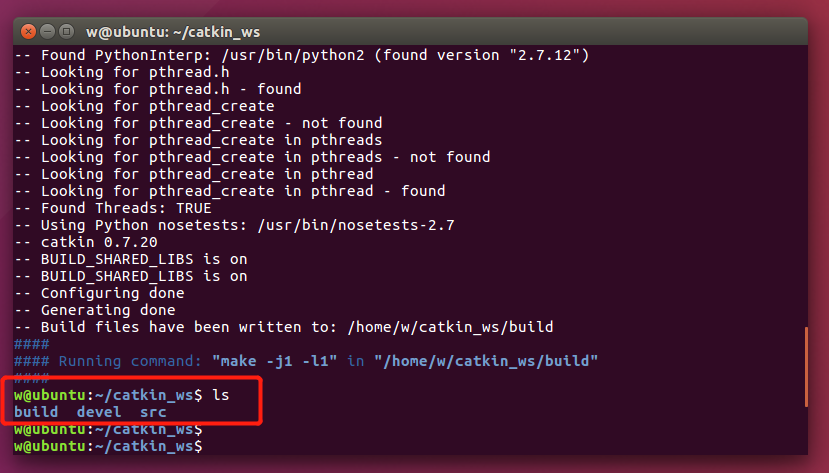 w@ubuntu: ~/catkin_ws
-- Found PythonInterp: /usr/bin/python2 (found version "2.7.12")
-- Looking for pthread.h
-- Looking for pthread.h - found
-- Looking for pthread_create
-- Looking for pthread_create - not found
-- Looking for pthread_create in pthreads
-- Looking for pthread_create in pthreads - not found
-- Looking for pthread_create in pthread
-- Looking for pthread_create in pthread - found
-- Found Threads: TRUE
-- Using Python nosetests: /usr/bin/nosetests-2.7
-- catkin 0.7.20
-- BUILD_SHARED_LIBS is on
-- BUILD_SHARED_LIBS is on
-- Configuring done
-- Generating done
-- Build files have been written to: /home/w/catkin_ws/build
####
#### Running command: "make -j1 -l1" in "/home/w/catkin_ws/build"
####
w@ubuntu:~/catkin_ws$ ls
build  devel  src
w@ubuntu:~/catkin_ws$
w@ubuntu:~/catkin_ws$